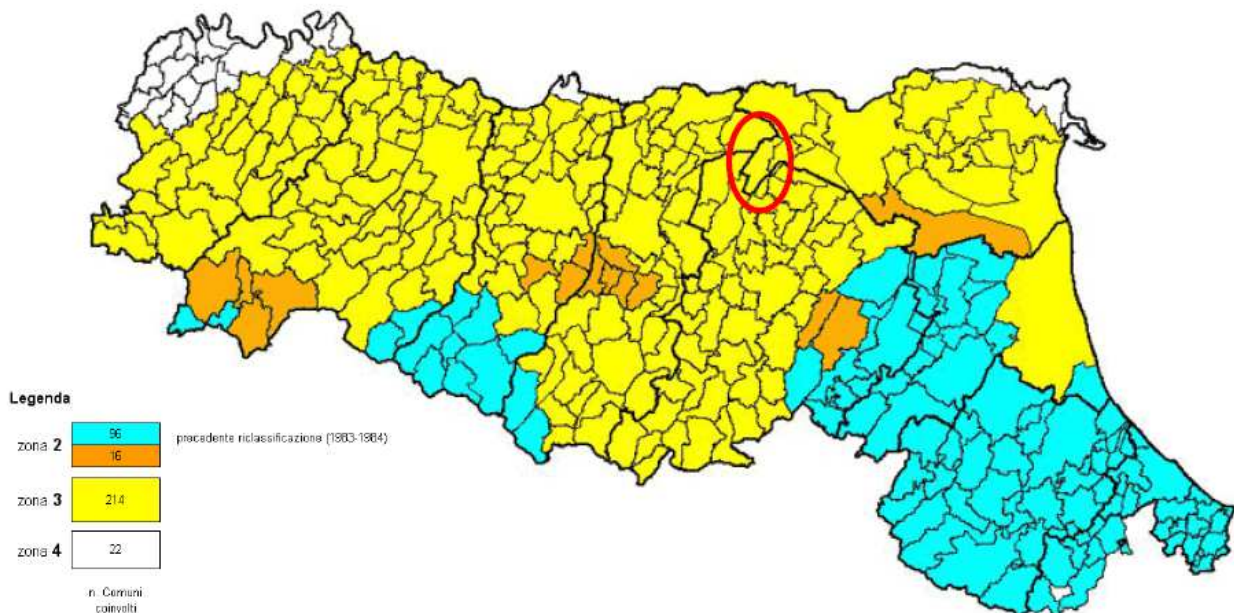 Legenda
zona 2
96
precedente riclassificazione (1983-1984)
16
zona 3
214
zona 4
22
n. Comuni
coinvolti